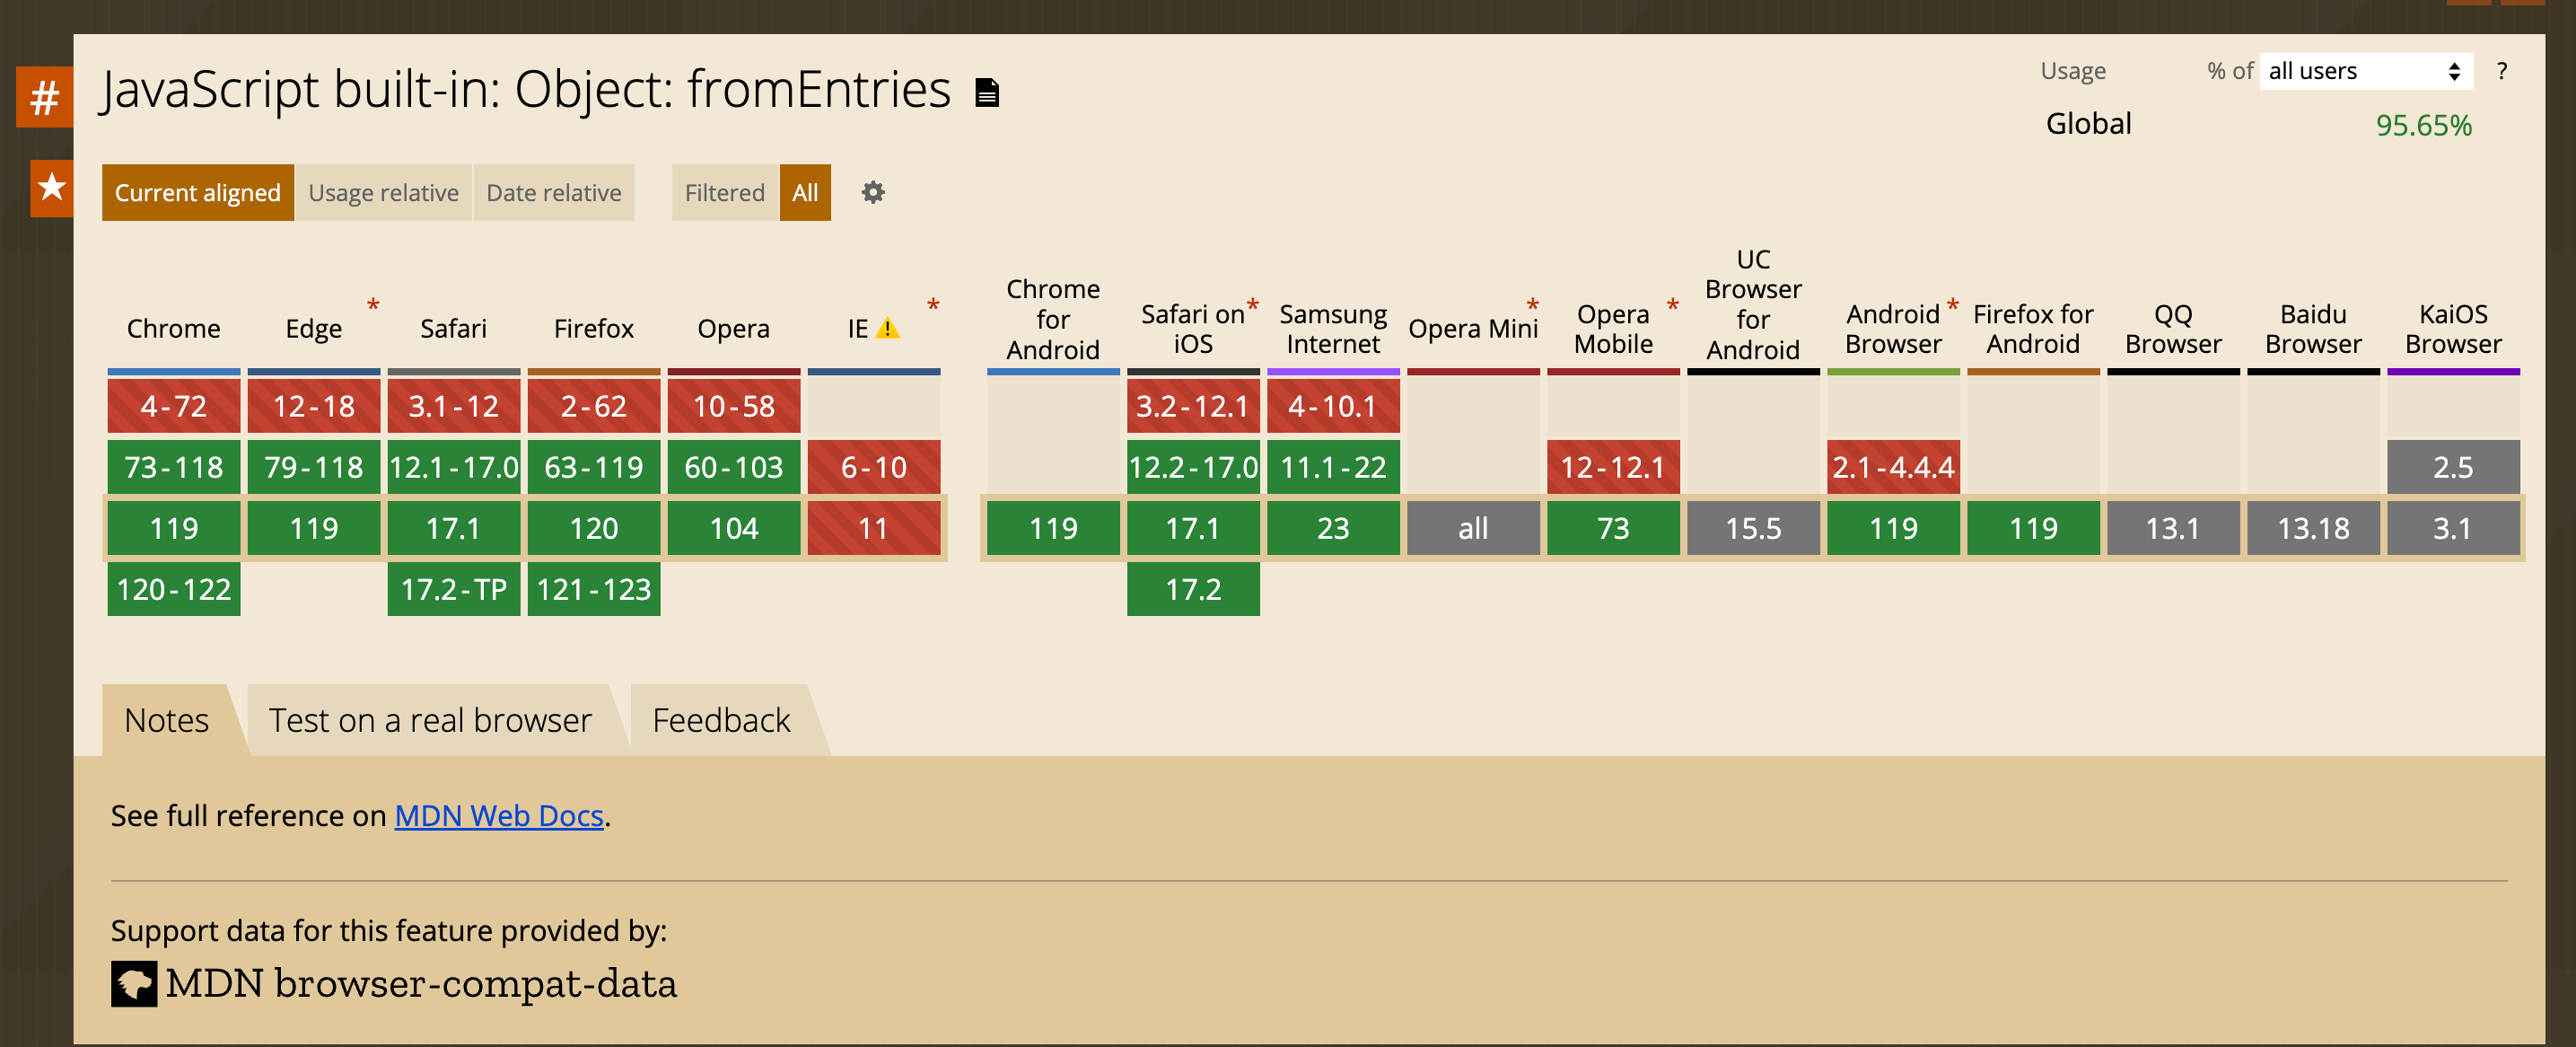 #
JavaScript built-in: Object: fromEntries
Usage % of all users ?
Global 95.65%
Current aligned Usage relative Date relative Filtered All
Chrome Edge * Safari Firefox Opera IE *
Chrome for Android Safari on iOS * Samsung Internet Opera Mini * Opera Mobile * UC Browser for Android Android Browser * Firefox for Android QQ Browser Baidu Browser KaiOS Browser
4-72 12-18 3.1-12 2-62 10-58 3.2-12.1 4-10.1
73-118 79-118 12.1-17.0 63-119 60-103 6-10 12.2-17.0 11.1-22 12-12.1 2.1-4.4.4 2.5
119 119 17.1 120 104 11 119 17.1 23 all 73 15.5 119 119 13.1 13.18 3.1
120-122 17.2-TP 121-123 17.2
Notes Test on a real browser Feedback
See full reference on MDN Web Docs.
Support data for this feature provided by:
MDN browser-compat-data